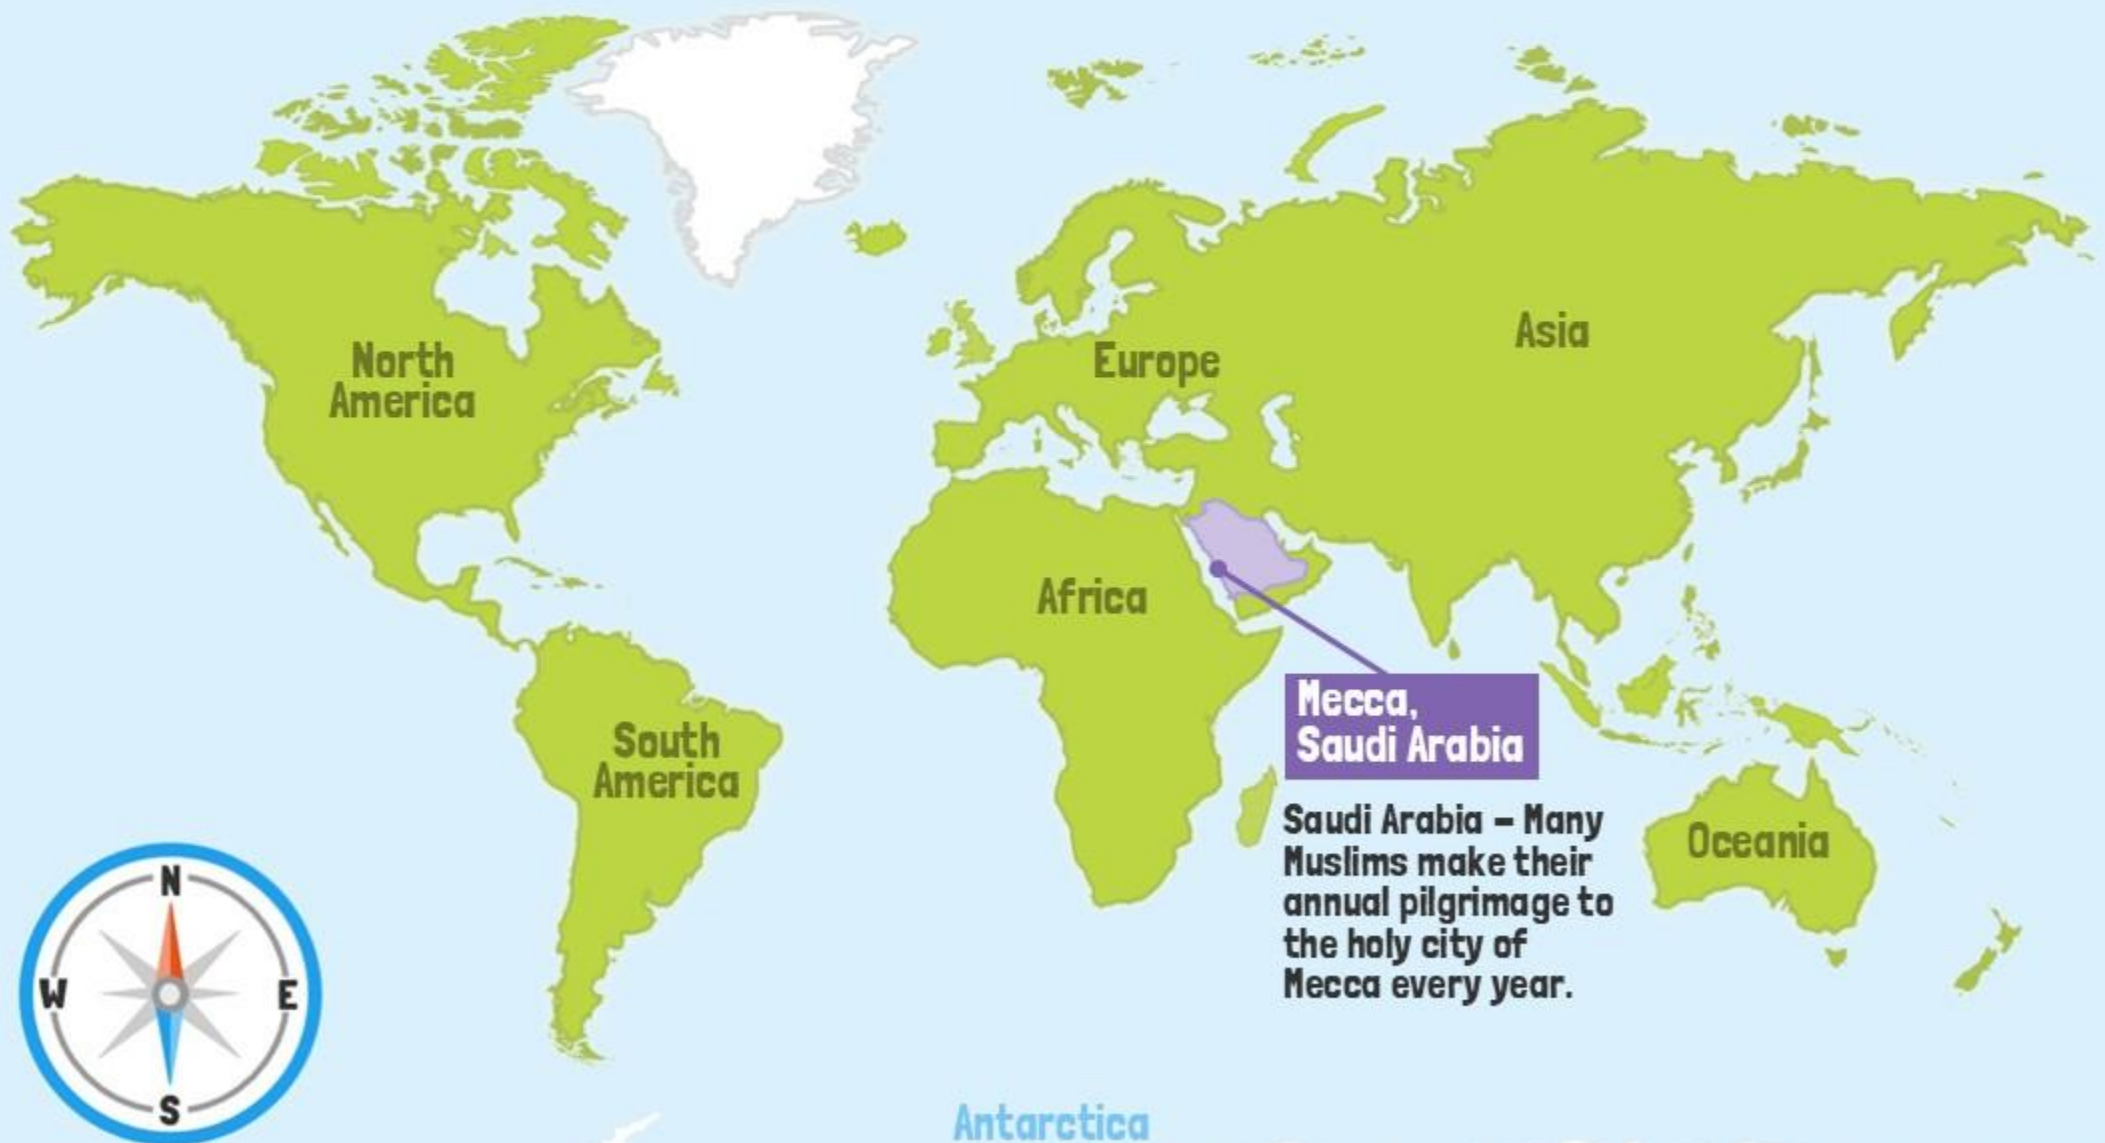 North
America
Europe
Asia
Africa
South
America
Mecca,
Saudi Arabia
Saudi Arabia – Many
Muslims make their
annual pilgrimage to
the holy city of
Mecca every year.
Oceania
N
W
E
S
Antarctica